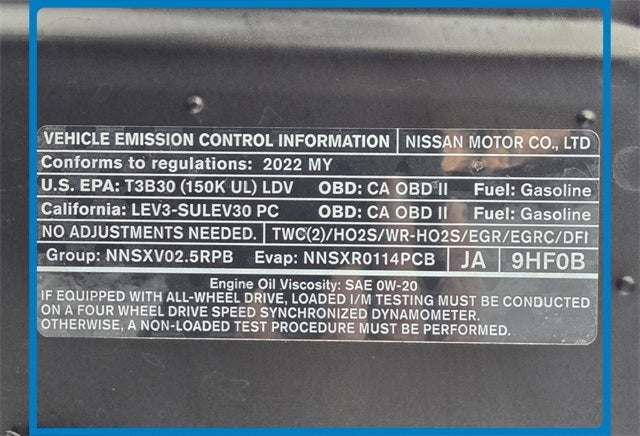 VEHICLE EMISSION CONTROL INFORMATION NISSAN MOTOR CO., LTD
Conforms to regulations: 2022 MY
U.S. EPA: T3B30 (150K UL) LDV OBD: CA OBD II Fuel: Gasoline
California: LEV3-SULEV30 PC OBD: CA OBD II Fuel: Gasoline
NO ADJUSTMENTS NEEDED. TWC(2)/HO2S/WR-HO2S/EGR/EGRC/DFI
Group: NNSXV02.5RPB Evap: NNSXR0114PCB JA 9HF0B
Engine Oil Viscosity: SAE 0W-20
IF EQUIPPED WITH ALL-WHEEL DRIVE, LOADED I/M TESTING MUST BE CONDUCTED
ON A FOUR WHEEL DRIVE SPEED SYNCHRONIZED DYNAMOMETER.
OTHERWISE, A NON-LOADED TEST PROCEDURE MUST BE PERFORMED.